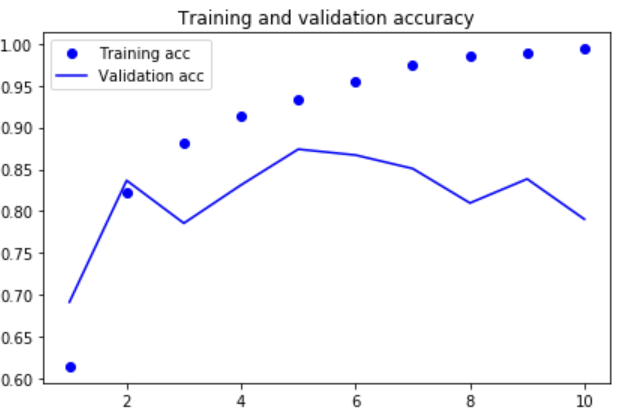 Training and validation accuracy
Training acc
Validation acc
1.00
0.95
0.90
0.85
0.80
0.75
0.70
0.65
0.60
2 4 6 8 10